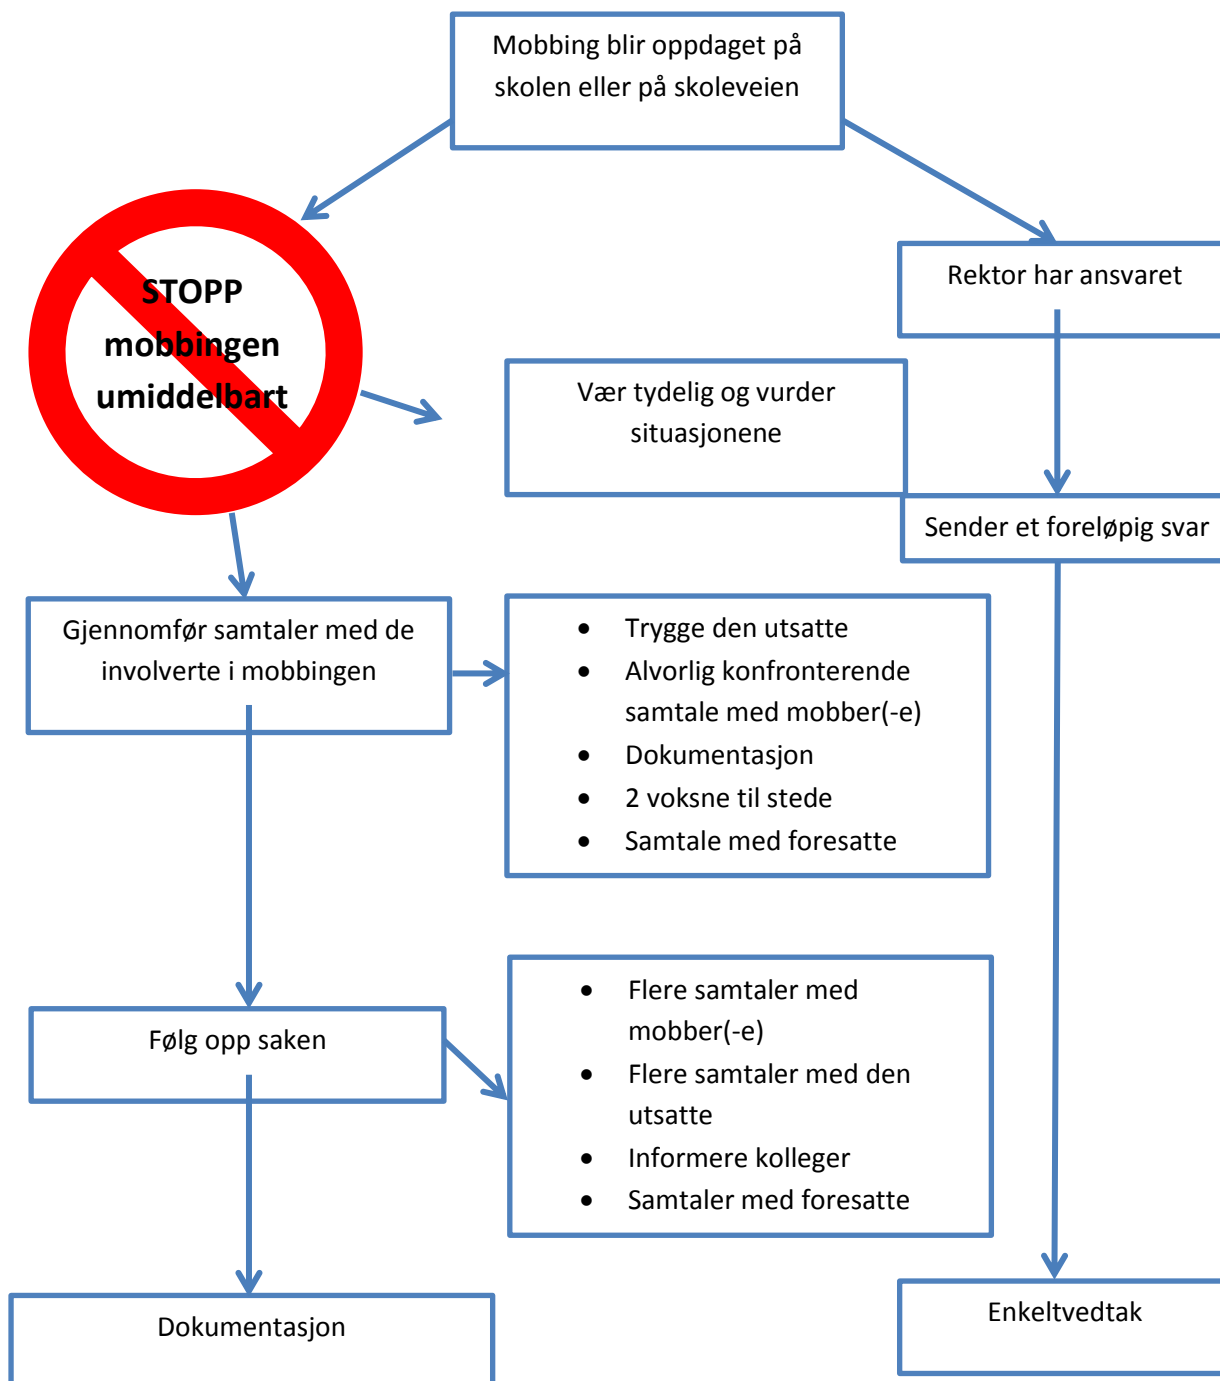 Mobbing blir oppdaget på
skolen eller på skoleveien
STOPP
mobbingen
umiddelbart
Rektor har ansvaret
Vær tydelig og vurder
situasjonene
Sender et foreløpig svar
Gjennomfør samtaler med de
involverte i mobbingen
• Trygge den utsatte
• Alvorlig konfronterende
samtale med mobber(-e)
• Dokumentasjon
• 2 voksne til stede
• Samtale med foresatte
Følg opp saken
• Flere samtaler med
mobber(-e)
• Flere samtaler med den
utsatte
• Informere kolleger
• Samtaler med foresatte
Dokumentasjon
Enkeltvedtak